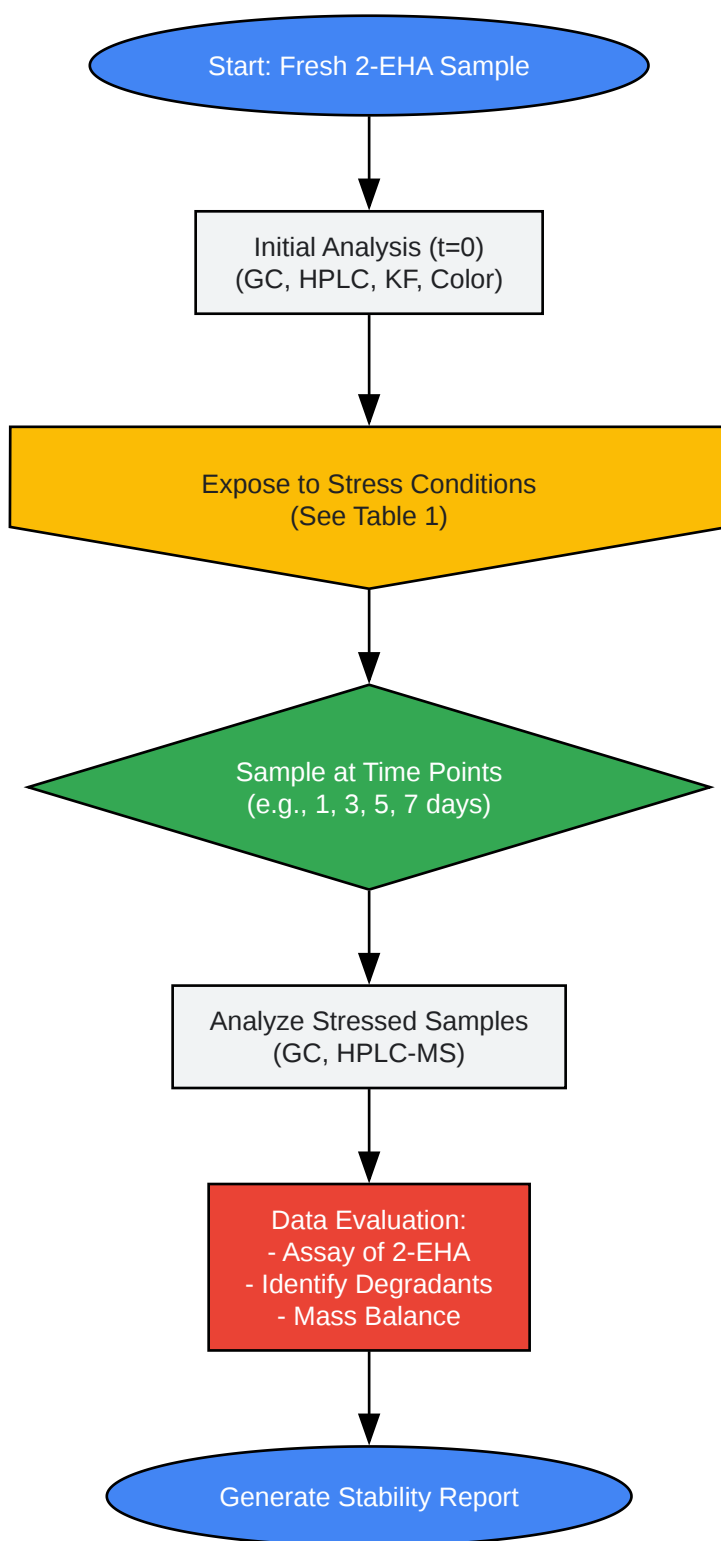 Start: Fresh 2-EHA Sample
Initial Analysis (t=0)
(GC, HPLC, KF, Color)
Expose to Stress Conditions
(See Table 1)
Sample at Time Points
(e.g., 1, 3, 5, 7 days)
Analyze Stressed Samples
(GC, HPLC-MS)
Data Evaluation:
- Assay of 2-EHA
- Identify Degradants
- Mass Balance
Generate Stability Report